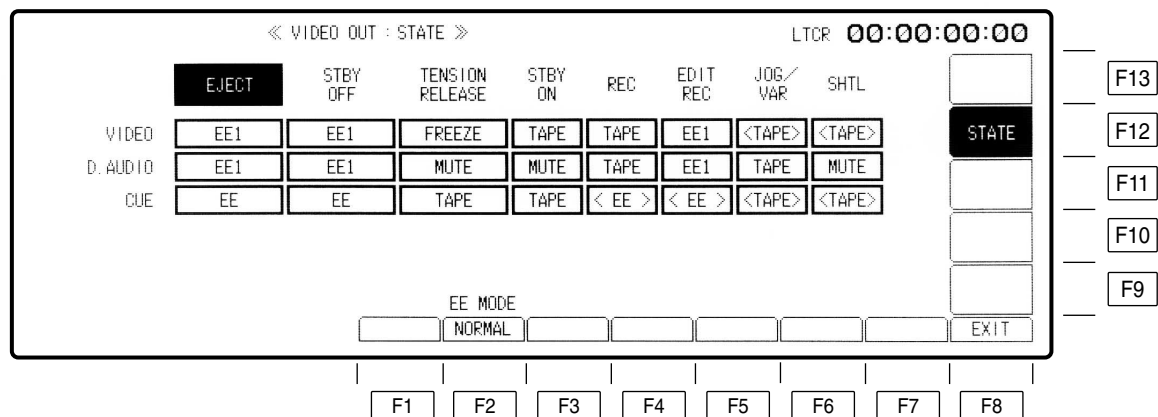 ≪ VIDEO OUT : STATE ≫ LTCR 00:00:00:00
EJECT STBY OFF TENSION RELEASE STBY ON REC EDIT REC JOG/ VAR SHTL
F13
VIDEO EE1 EE1 FREEZE TAPE TAPE EE1 <TAPE> <TAPE> STATE F12
D. AUDIO EE1 EE1 MUTE MUTE TAPE EE1 TAPE MUTE
F11
CUE EE EE TAPE TAPE < EE > < EE > <TAPE> <TAPE>
F10
F9
EE MODE
NORMAL EXIT
F1 F2 F3 F4 F5 F6 F7 F8